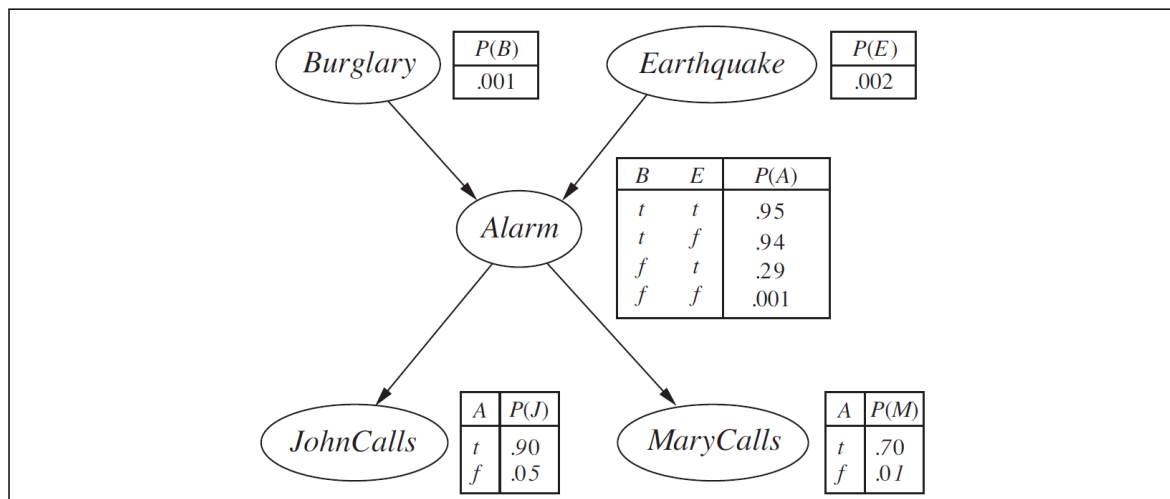 Burglary
P(B)
.001
Earthquake
P(E)
.002
Alarm
B E P(A)
t t .95
t f .94
f t .29
f f .001
JohnCalls
A P(J)
t .90
f .05
MaryCalls
A P(M)
t .70
f .01